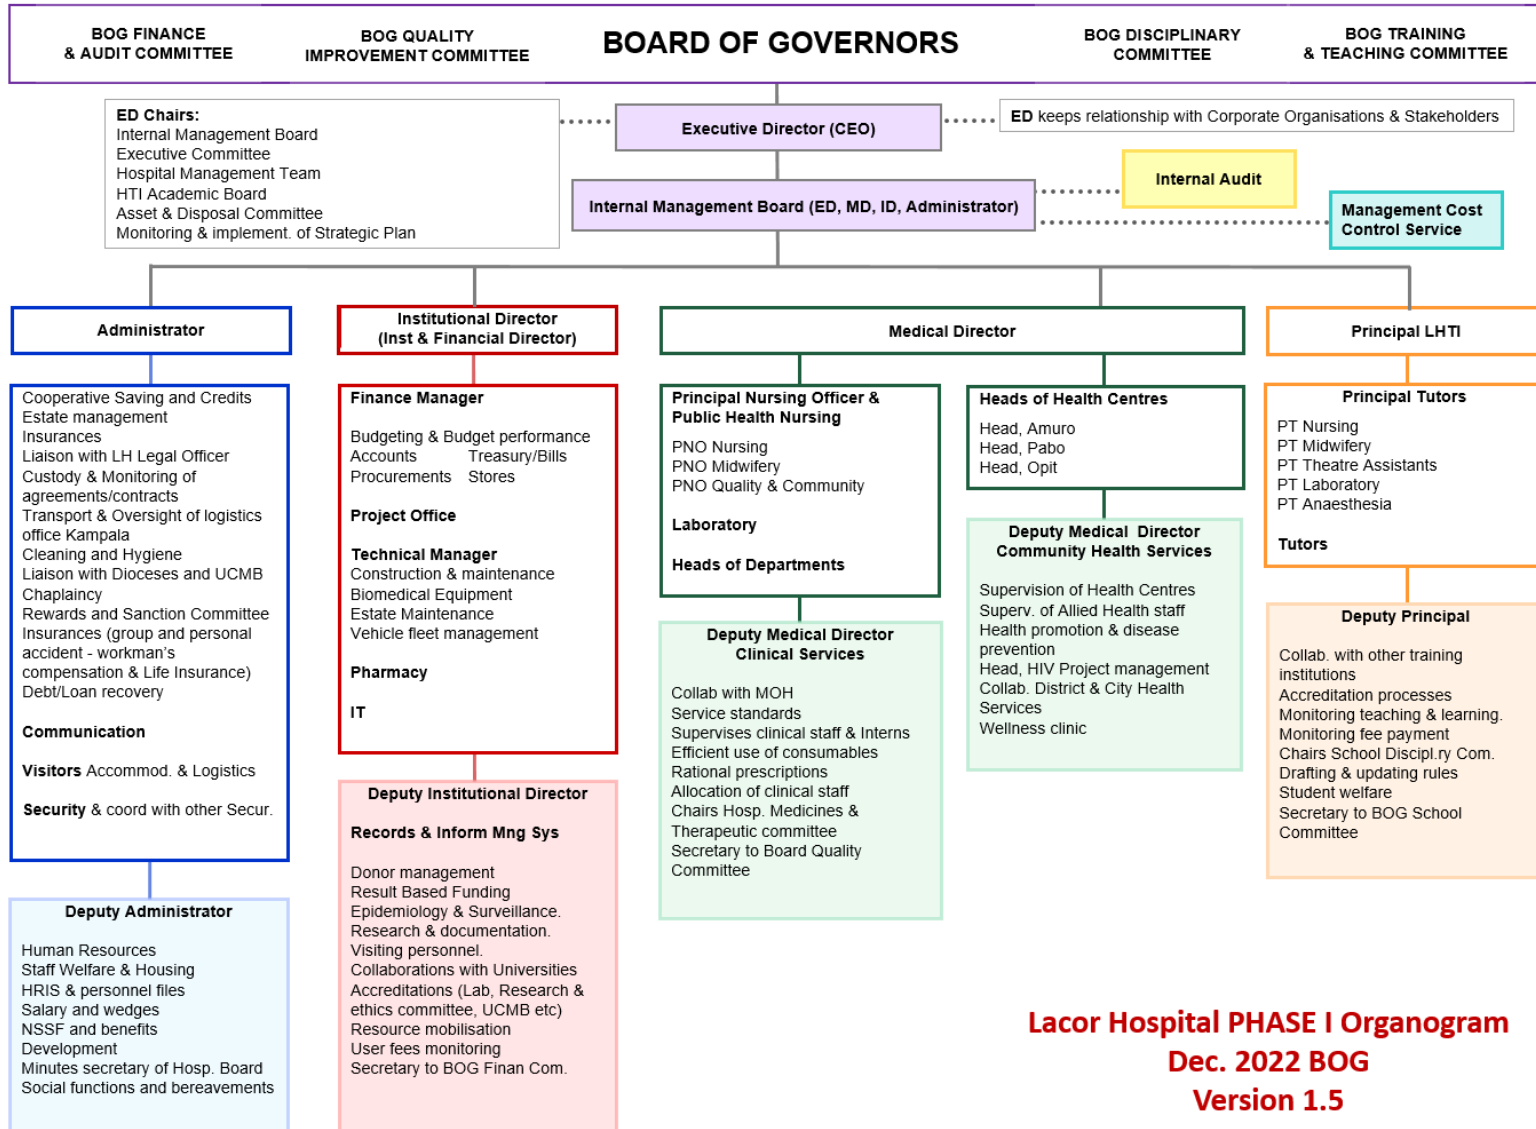 BOG FINANCE
& AUDIT COMMITTEE
BOG QUALITY
IMPROVEMENT COMMITTEE
BOARD OF GOVERNORS
BOG DISCIPLINARY
COMMITTEE
BOG TRAINING
& TEACHING COMMITTEE
ED Chairs:
Internal Management Board
Executive Committee
Hospital Management Team
HTI Academic Board
Asset & Disposal Committee
Monitoring & implement. of Strategic Plan
Executive Director (CEO)
ED keeps relationship with Corporate Organisations & Stakeholders
Internal Management Board (ED, MD, ID, Administrator)
Internal Audit
Management Cost
Control Service
Administrator
Cooperative Saving and Credits
Estate management
Insurances
Liaison with LH Legal Officer
Custody & Monitoring of
agreements/contracts
Transport & Oversight of logistics
office Kampala
Cleaning and Hygiene
Liaison with Dioceses and UCMB
Chaplaincy
Rewards and Sanction Committee
Insurances (group and personal
accident - workman's
compensation & Life Insurance)
Debt/Loan recovery
Communication
Visitors Accommod. & Logistics
Security & coord with other Secur.
Deputy Administrator
Human Resources
Staff Welfare & Housing
HRIS & personnel files
Salary and wedges
NSSF and benefits
Development
Minutes secretary of Hosp. Board
Social functions and bereavements
Institutional Director
(Inst & Financial Director)
Finance Manager
Budgeting & Budget performance
Accounts Treasury/Bills
Procurements Stores
Project Office
Technical Manager
Construction & maintenance
Biomedical Equipment
Estate Maintenance
Vehicle fleet management
Pharmacy
IT
Deputy Institutional Director
Records & Inform Mng Sys
Donor management
Result Based Funding
Epidemiology & Surveillance.
Research & documentation.
Visiting personnel.
Collaborations with Universities
Accreditations (Lab, Research &
ethics committee, UCMB etc)
Resource mobilisation
User fees monitoring
Secretary to BOG Finan Com.
Medical Director
Principal Nursing Officer &
Public Health Nursing
PNO Nursing
PNO Midwifery
PNO Quality & Community
Laboratory
Heads of Departments
Deputy Medical Director
Clinical Services
Collab with MOH
Service standards
Supervises clinical staff & Interns
Efficient use of consumables
Rational prescriptions
Allocation of clinical staff
Chairs Hosp. Medicines &
Therapeutic committee
Secretary to Board Quality
Committee
Heads of Health Centres
Head, Amuro
Head, Pabo
Head, Opit
Deputy Medical Director
Community Health Services
Supervision of Health Centres
Superv. of Allied Health staff
Health promotion & disease
prevention
Head, HIV Project management
Collab. District & City Health
Services
Wellness clinic
Principal LHTI
Principal Tutors
PT Nursing
PT Midwifery
PT Theatre Assistants
PT Laboratory
PT Anaesthesia
Tutors
Deputy Principal
Collab. with other training
institutions
Accreditation processes
Monitoring teaching & learning.
Monitoring fee payment
Chairs School Discipl.ry Com.
Drafting & updating rules
Student welfare
Secretary to BOG School
Committee
Lacor Hospital PHASE I Organogram
Dec. 2022 BOG
Version 1.5